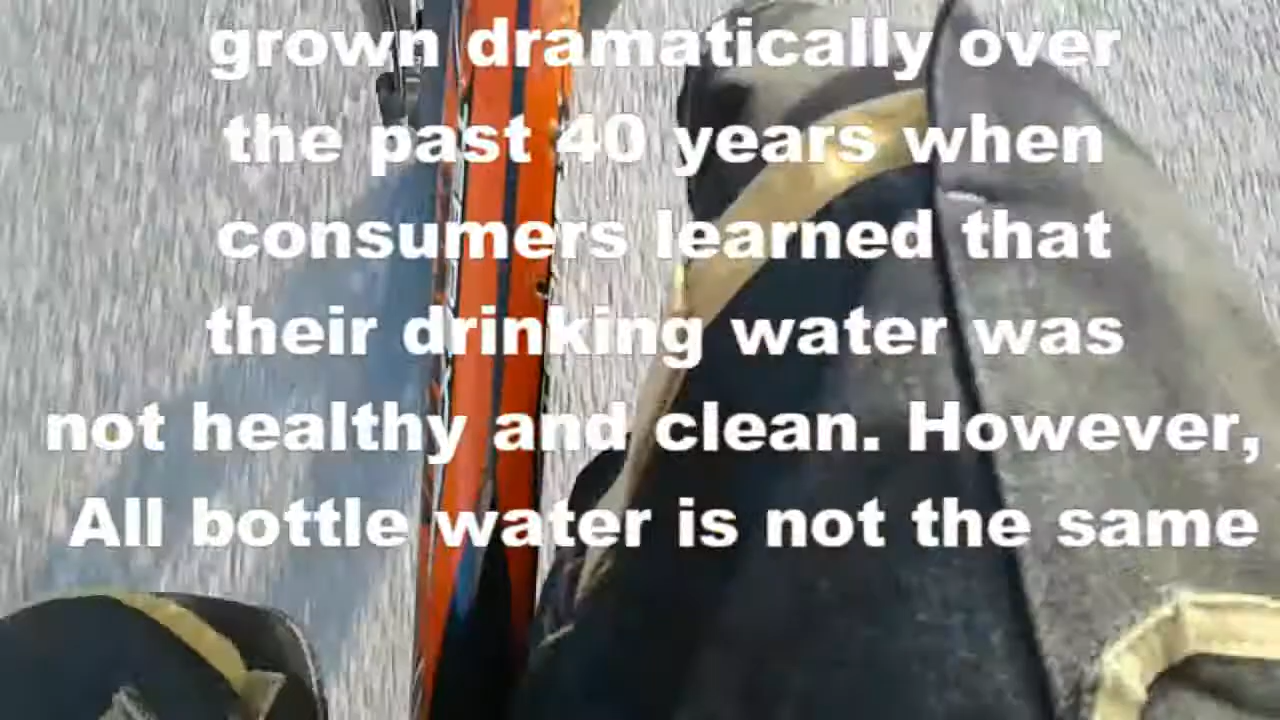 grown dramatically over
the past 40 years when
consumers learned that
their drinking water was
not healthy and clean. However,
All bottle water is not the same